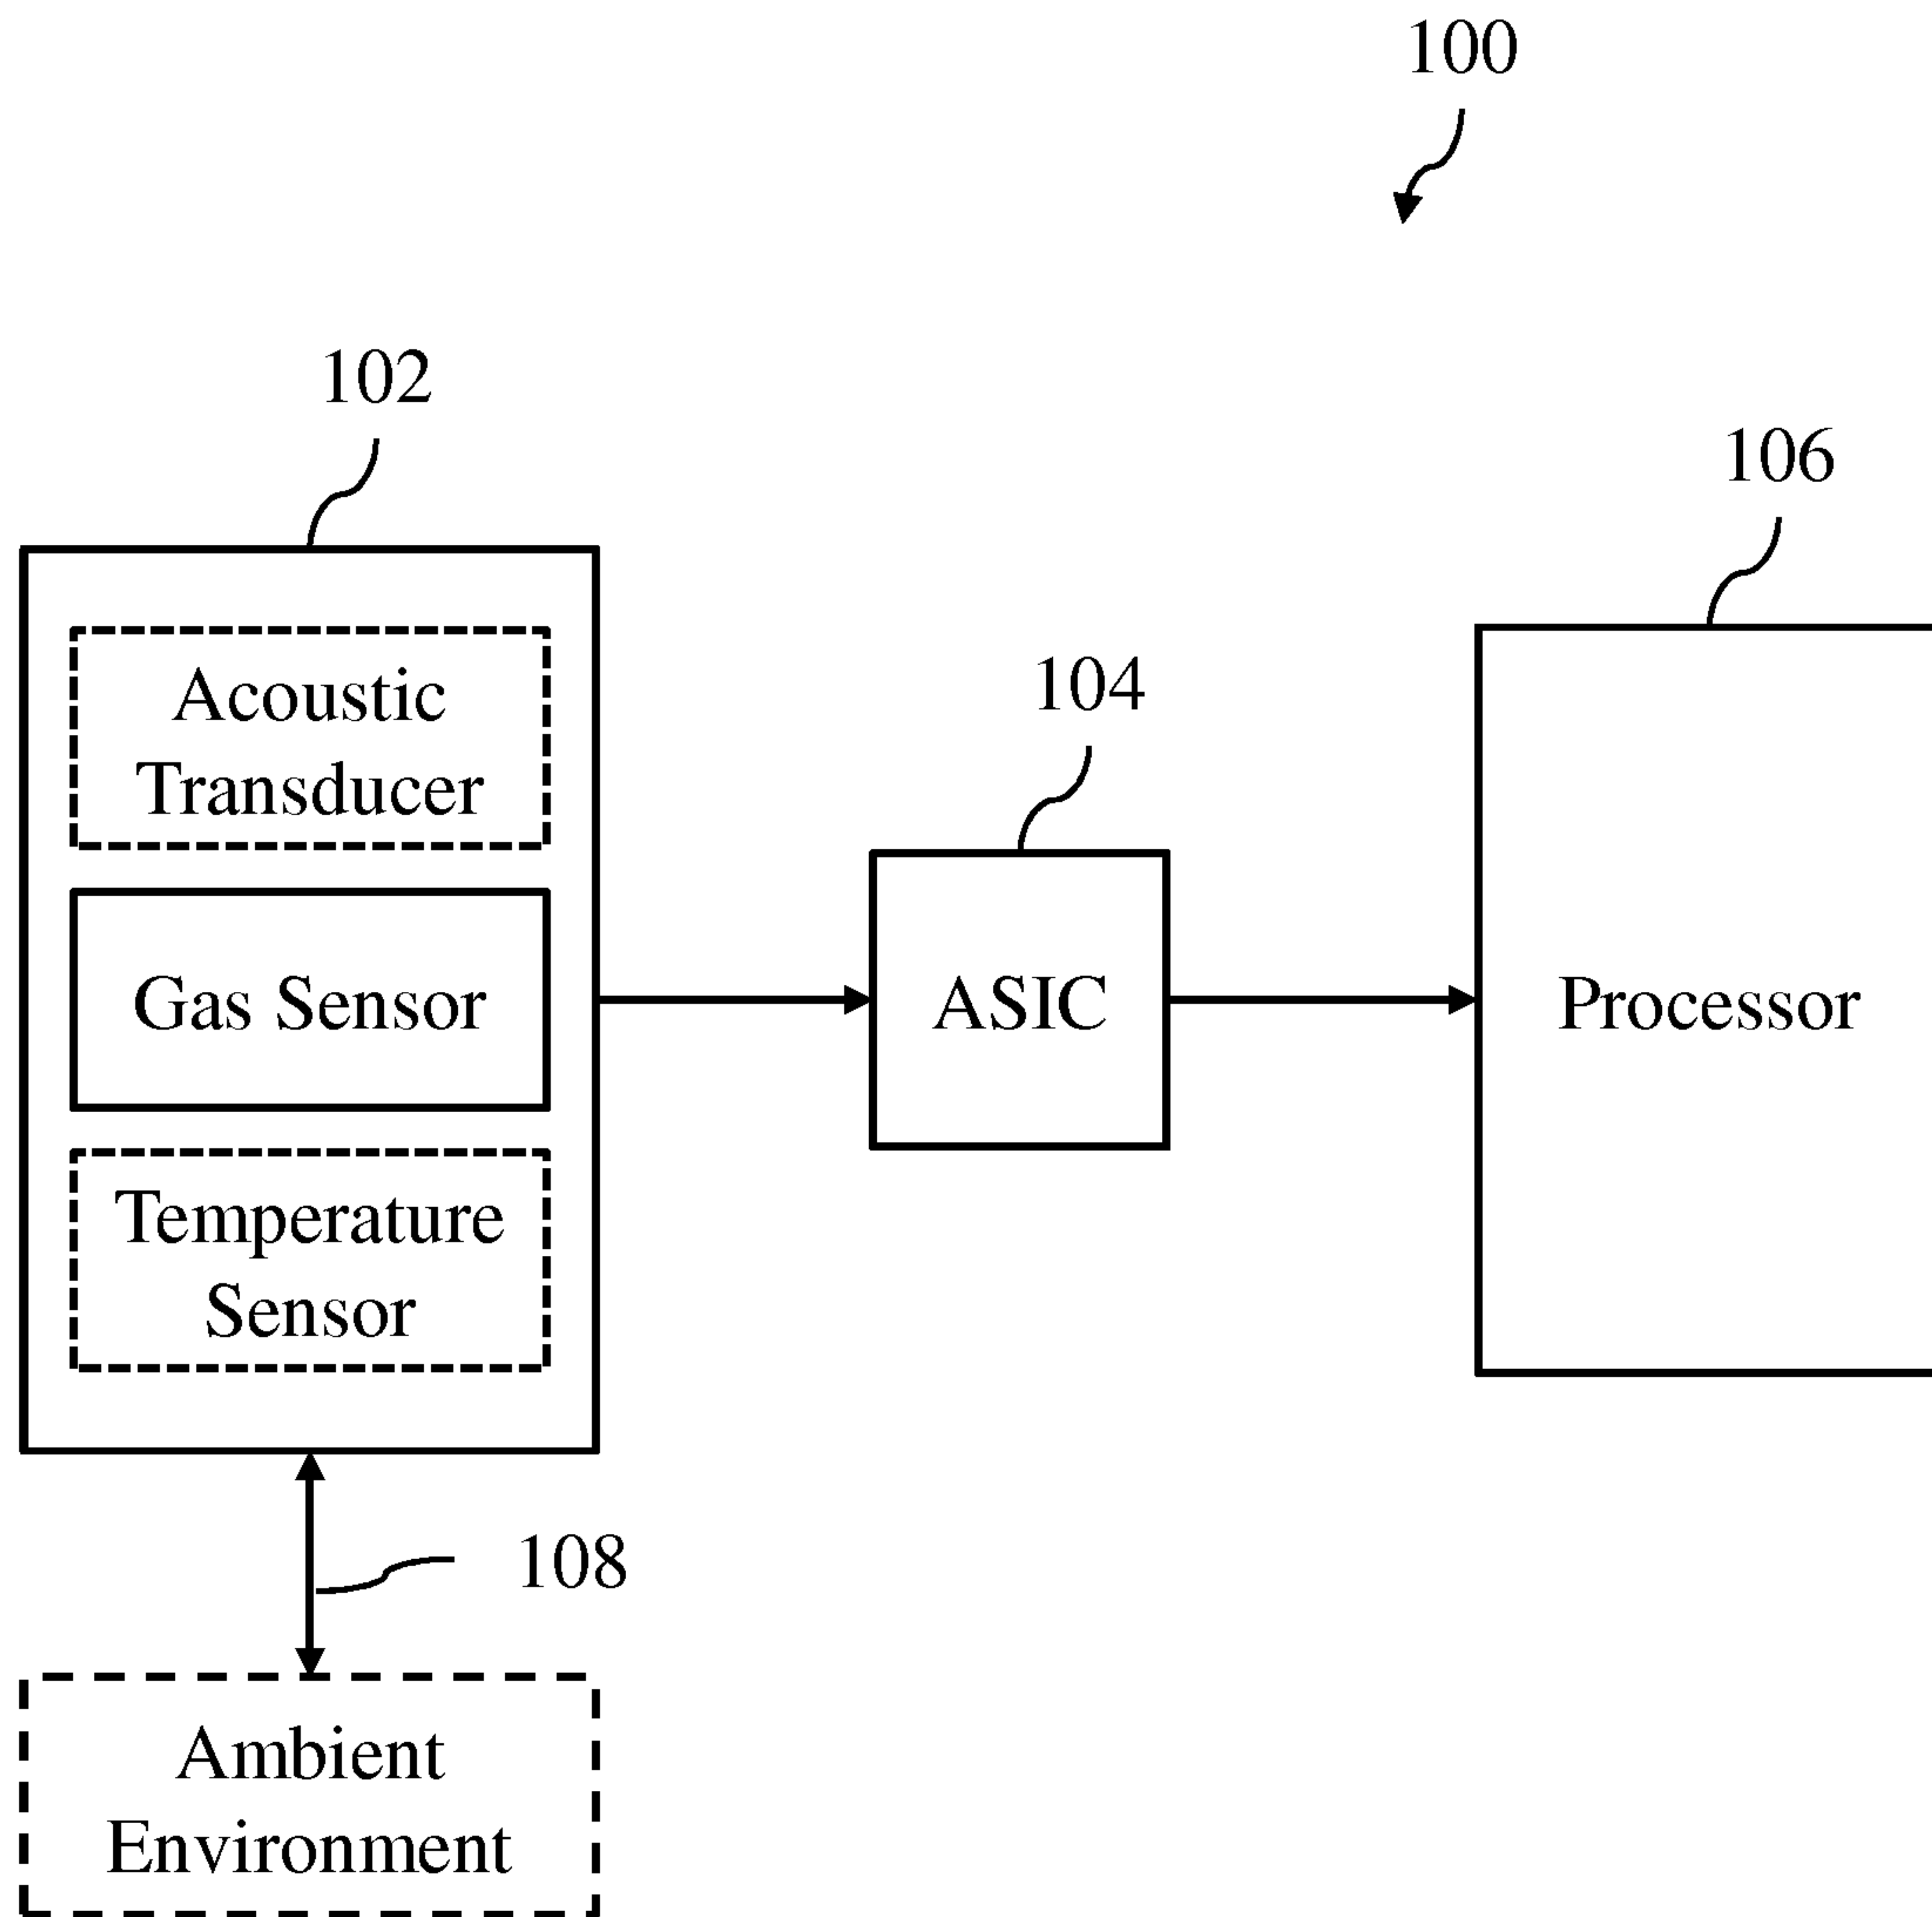 100
102
106
Acoustic
Transducer
104
Gas Sensor
ASIC
Processor
Temperature
Sensor
108
Ambient
Environment